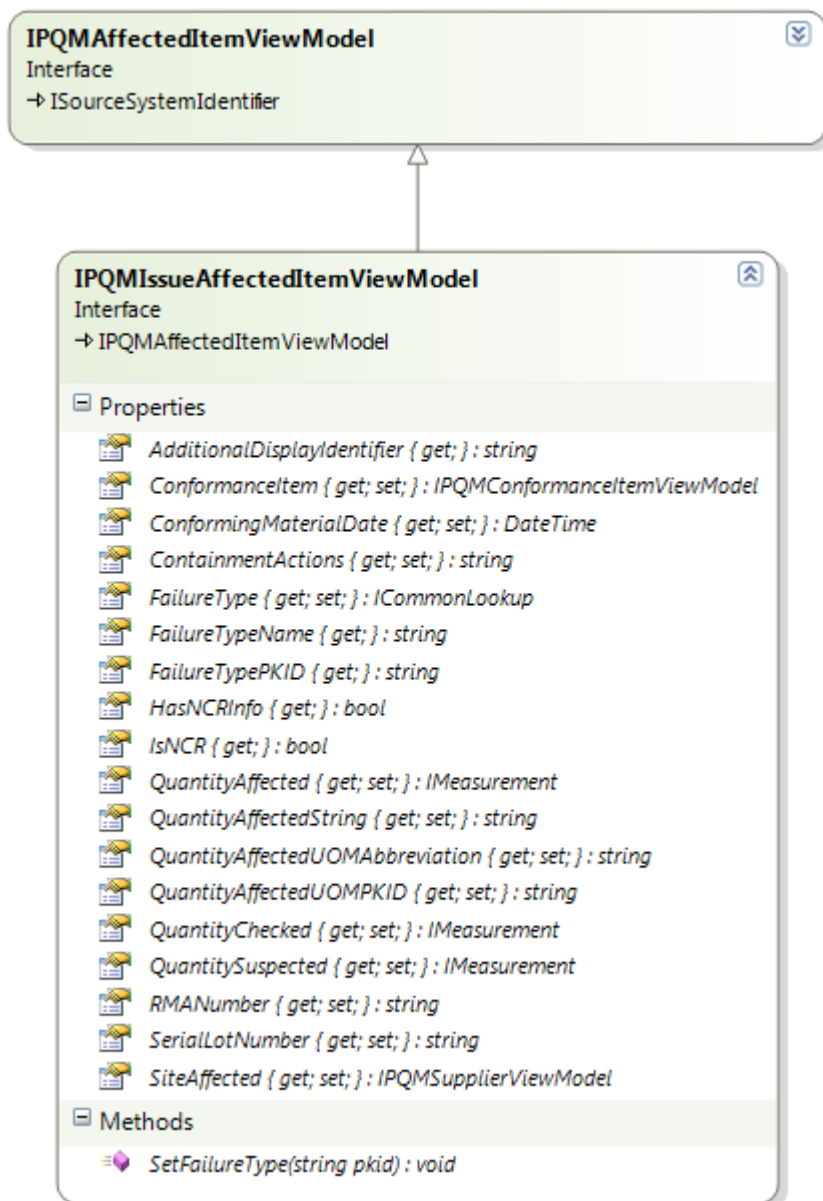 IPQMAffectedItemViewModel
Interface
ISourceSystemIdentifier
IPQMIssueAffectedItemViewModel
Interface
IPQMAffectedItemViewModel
Properties
AdditionalDisplayIdentifier { get; } : string
ConformanceItem { get; set; } : IPQMConformanceItemViewModel
ConformingMaterialDate { get; set; } : DateTime
ContainmentActions { get; set; } : string
FailureType { get; set; } : ICommonLookup
FailureTypeName { get; } : string
FailureTypePKID { get; } : string
HasNCRInfo { get; } : bool
IsNCR { get; } : bool
QuantityAffected { get; set; } : IMeasurement
QuantityAffectedString { get; set; } : string
QuantityAffectedUOMAbbreviation { get; set; } : string
QuantityAffectedUOMPKID { get; set; } : string
QuantityChecked { get; set; } : IMeasurement
QuantitySuspected { get; set; } : IMeasurement
RMANumber { get; set; } : string
SerialLotNumber { get; set; } : string
SiteAffected { get; set; } : IPQMSupplierViewModel
Methods
SetFailureType(string pkid) : void